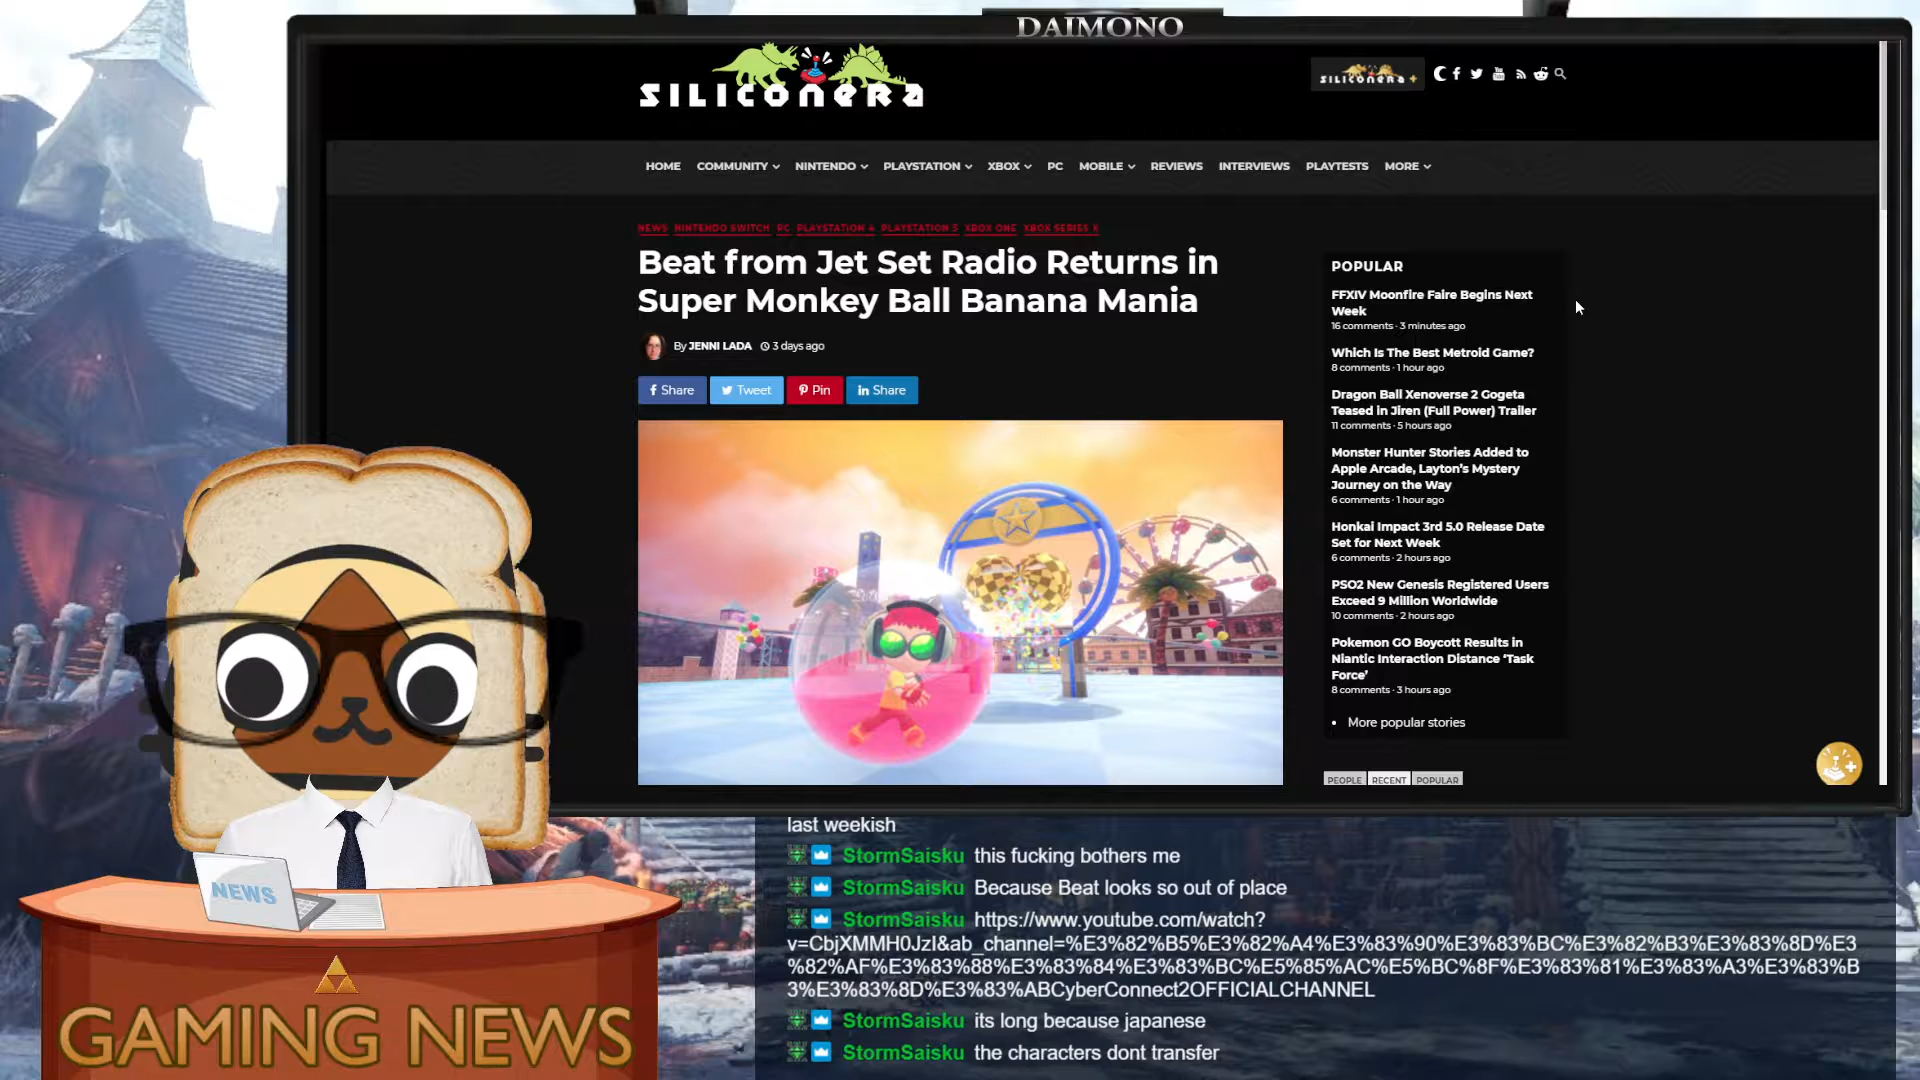 DAIMONO
SILICONERA
SILICONERA +
HOME COMMUNITY NINTENDO PLAYSTATION XBOX PC MOBILE REVIEWS INTERVIEWS PLAYTESTS MORE
NEWS NINTENDO SWITCH PC PLAYSTATION 4 PLAYSTATION 5 XBOX ONE XBOX SERIES X
Beat from Jet Set Radio Returns in
Super Monkey Ball Banana Mania
By JENNI LADA 3 days ago
Share Tweet Pin Share
POPULAR
FFXIV Moonfire Faire Begins Next
Week
16 comments · 3 minutes ago
Which Is The Best Metroid Game?
8 comments · 1 hour ago
Dragon Ball Xenoverse 2 Gogeta
Teased in Jiren (Full Power) Trailer
11 comments · 5 hours ago
Monster Hunter Stories Added to
Apple Arcade, Layton's Mystery
Journey on the Way
6 comments · 1 hour ago
Honkai Impact 3rd 5.0 Release Date
Set for Next Week
6 comments · 2 hours ago
PSO2 New Genesis Registered Users
Exceed 9 Million Worldwide
10 comments · 2 hours ago
Pokemon GO Boycott Results in
Niantic Interaction Distance 'Task
Force'
8 comments · 3 hours ago
• More popular stories
PEOPLE RECENT POPULAR
last weekish
StormSaisku this fucking bothers me
StormSaisku Because Beat looks so out of place
StormSaisku https://www.youtube.com/watch?
v=CbjXMMH0JzI&ab_channel=%E3%82%B5%E3%82%A4%E3%83%90%E3%83%BC%E3%82%B3%E3%83%8D%E3
%82%AF%E3%83%88%E3%83%84%E3%83%BC%E5%85%AC%E5%BC%8F%E3%83%81%E3%83%A3%E3%83%B
3%E3%83%8D%E3%83%ABCyberConnect2OFFICIALCHANNEL
StormSaisku its long because japanese
StormSaisku the characters dont transfer
NEWS
GAMING NEWS